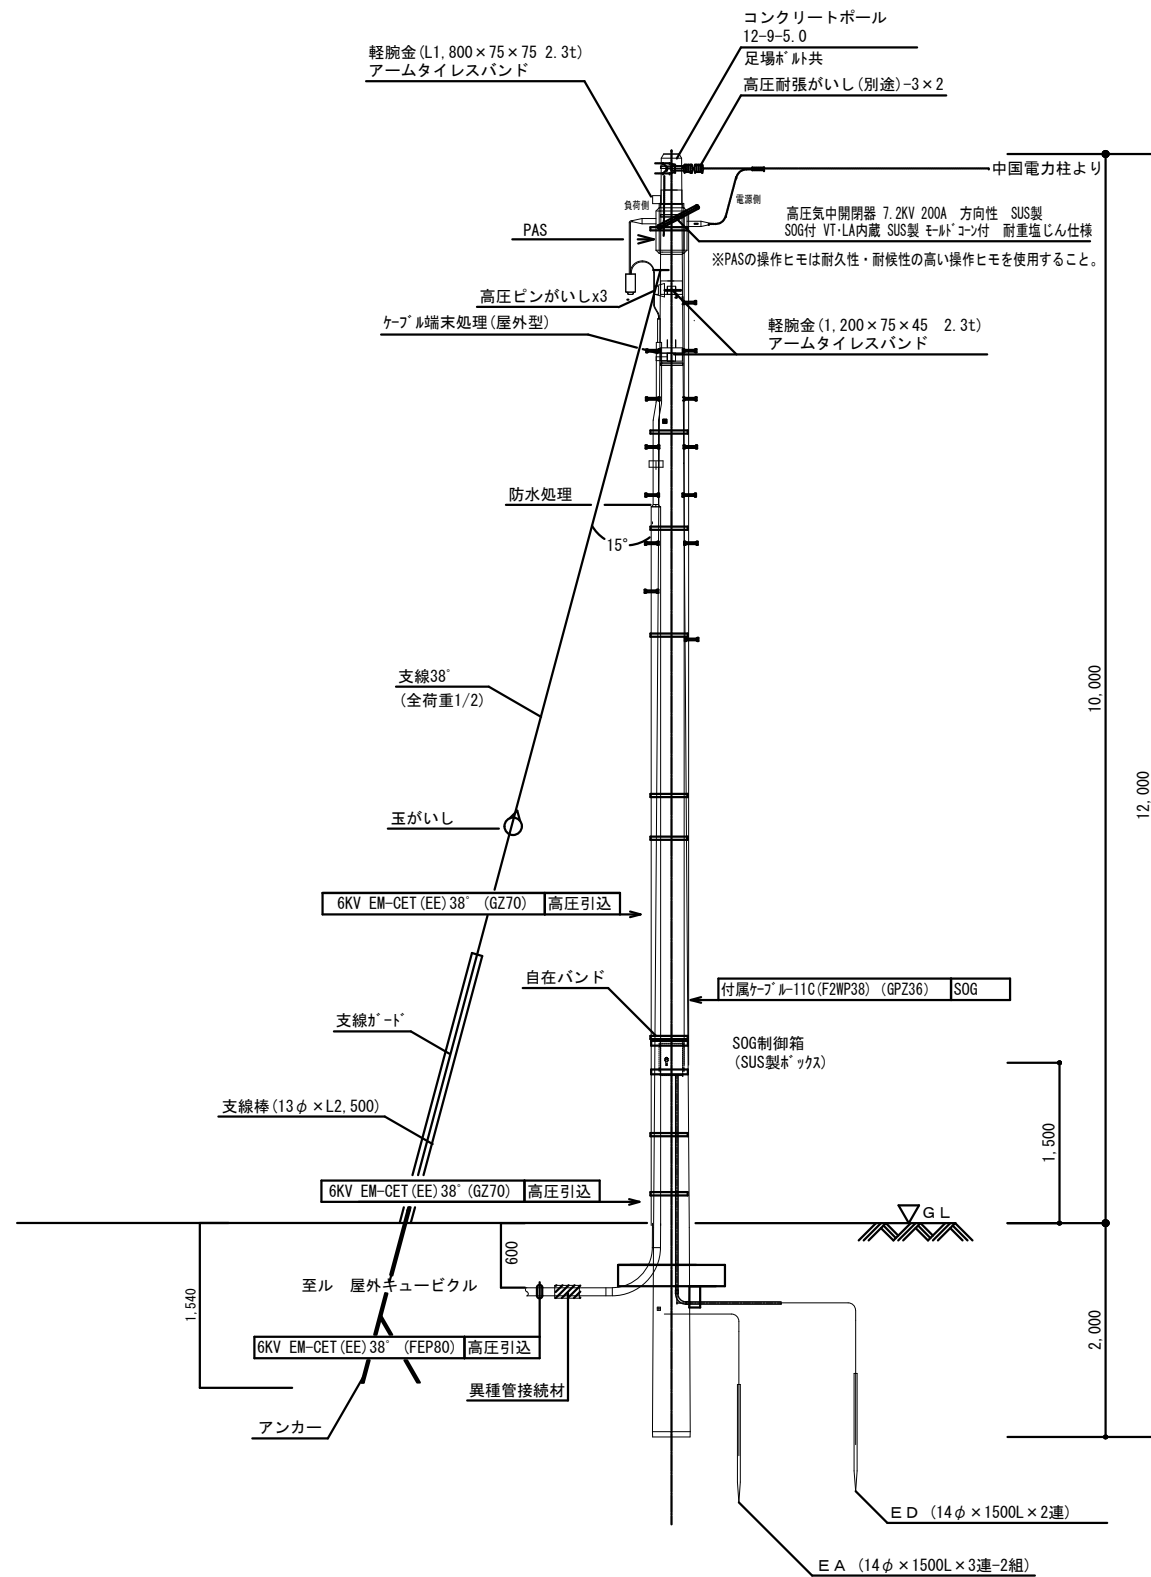 コンクリートポール
12-9-5.0
足場ﾎﾞﾙﾄ共
軽腕金(L1,800×75×75 2.3t)
アームタイレスバンド
高圧耐張がいし(別途)-3×2
中国電力柱より
負荷側
電源側
高圧気中開閉器 7.2KV 200A 方向性 SUS製
SOG付 VT･LA内蔵 SUS製 ﾓｰﾙﾄﾞｺｰﾝ付 耐重塩じん仕様
PAS
※PASの操作ヒモは耐久性・耐候性の高い操作ヒモを使用すること。
高圧ピンがいしx3
ｹｰﾌﾞﾙ端末処理(屋外型)
軽腕金(1,200×75×45 2.3t)
アームタイレスバンド
防水処理
15°
支線38°
(全荷重1/2)
10,000
12,000
玉がいし
6KV EM-CET(EE)38° (GZ70) 高圧引込
自在バンド
付属ｹｰﾌﾞﾙ-11C(F2WP38) (GPZ36) SOG
支線ｶﾞｰﾄﾞ
SOG制御箱
(SUS製ﾎﾞｯｸｽ)
支線棒(13φ×L2,500)
1,500
6KV EM-CET(EE)38°(GZ70) 高圧引込
GL
600
至ル 屋外キュービクル
1,540
2,000
6KV EM-CET(EE)38° (FEP80) 高圧引込
異種管接続材
アンカー
ED (14φ×1500L×2連)
EA (14φ×1500L×3連-2組)